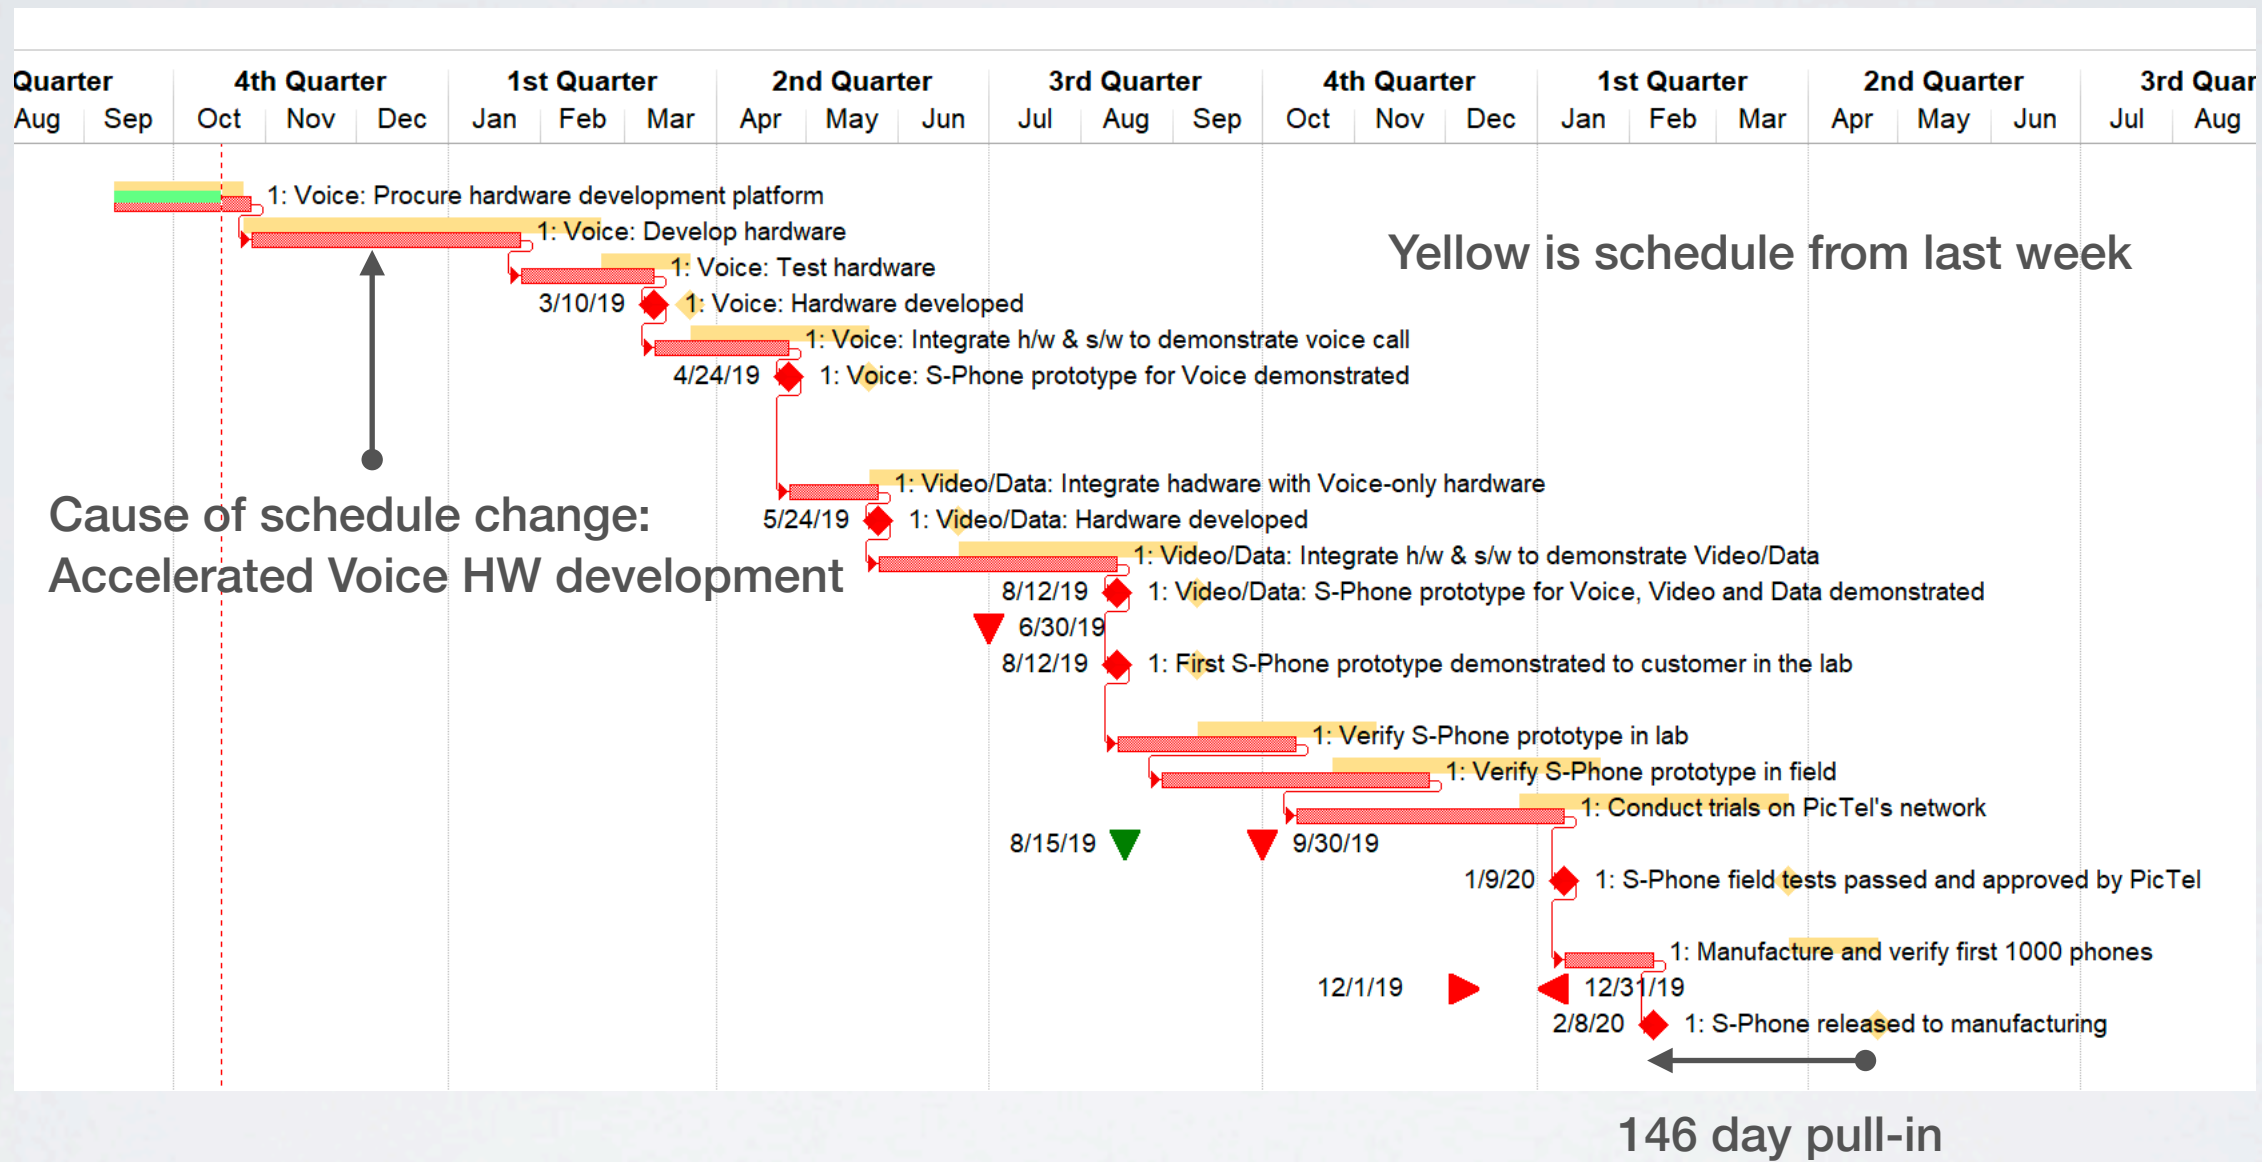 Quarter 4th Quarter 1st Quarter 2nd Quarter 3rd Quarter 4th Quarter 1st Quarter 2nd Quarter 3rd Quar
Aug Sep Oct Nov Dec Jan Feb Mar Apr May Jun Jul Aug Sep Oct Nov Dec Jan Feb Mar Apr May Jun Jul Aug
1: Voice: Procure hardware development platform
1: Voice: Develop hardware
Yellow is schedule from last week
1: Voice: Test hardware
3/10/19 1: Voice: Hardware developed
1: Voice: Integrate h/w & s/w to demonstrate voice call
4/24/19 1: Voice: S-Phone prototype for Voice demonstrated
1: Video/Data: Integrate hadware with Voice-only hardware
Cause of schedule change:
5/24/19 1: Video/Data: Hardware developed
1: Video/Data: Integrate h/w & s/w to demonstrate Video/Data
Accelerated Voice HW development
8/12/19 1: Video/Data: S-Phone prototype for Voice, Video and Data demonstrated
6/30/19
8/12/19 1: First S-Phone prototype demonstrated to customer in the lab
1: Verify S-Phone prototype in lab
1: Verify S-Phone prototype in field
1: Conduct trials on PicTel's network
8/15/19 9/30/19
1/9/20 1: S-Phone field tests passed and approved by PicTel
1: Manufacture and verify first 1000 phones
12/1/19 12/31/19
2/8/20 1: S-Phone released to manufacturing
146 day pull-in